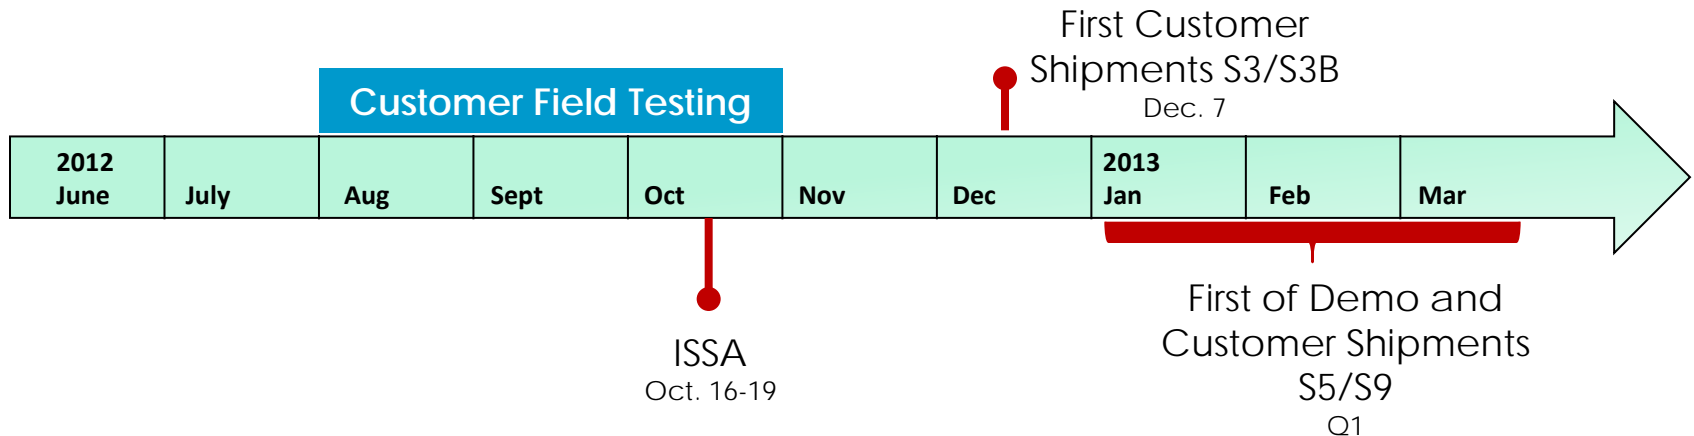 First Customer
Shipments S3/S3B
Dec. 7
Customer Field Testing
2012
June
July
Aug
Sept
Oct
Nov
Dec
2013
Jan
Feb
Mar
ISSA
Oct. 16-19
First of Demo and
Customer Shipments
S5/S9
Q1